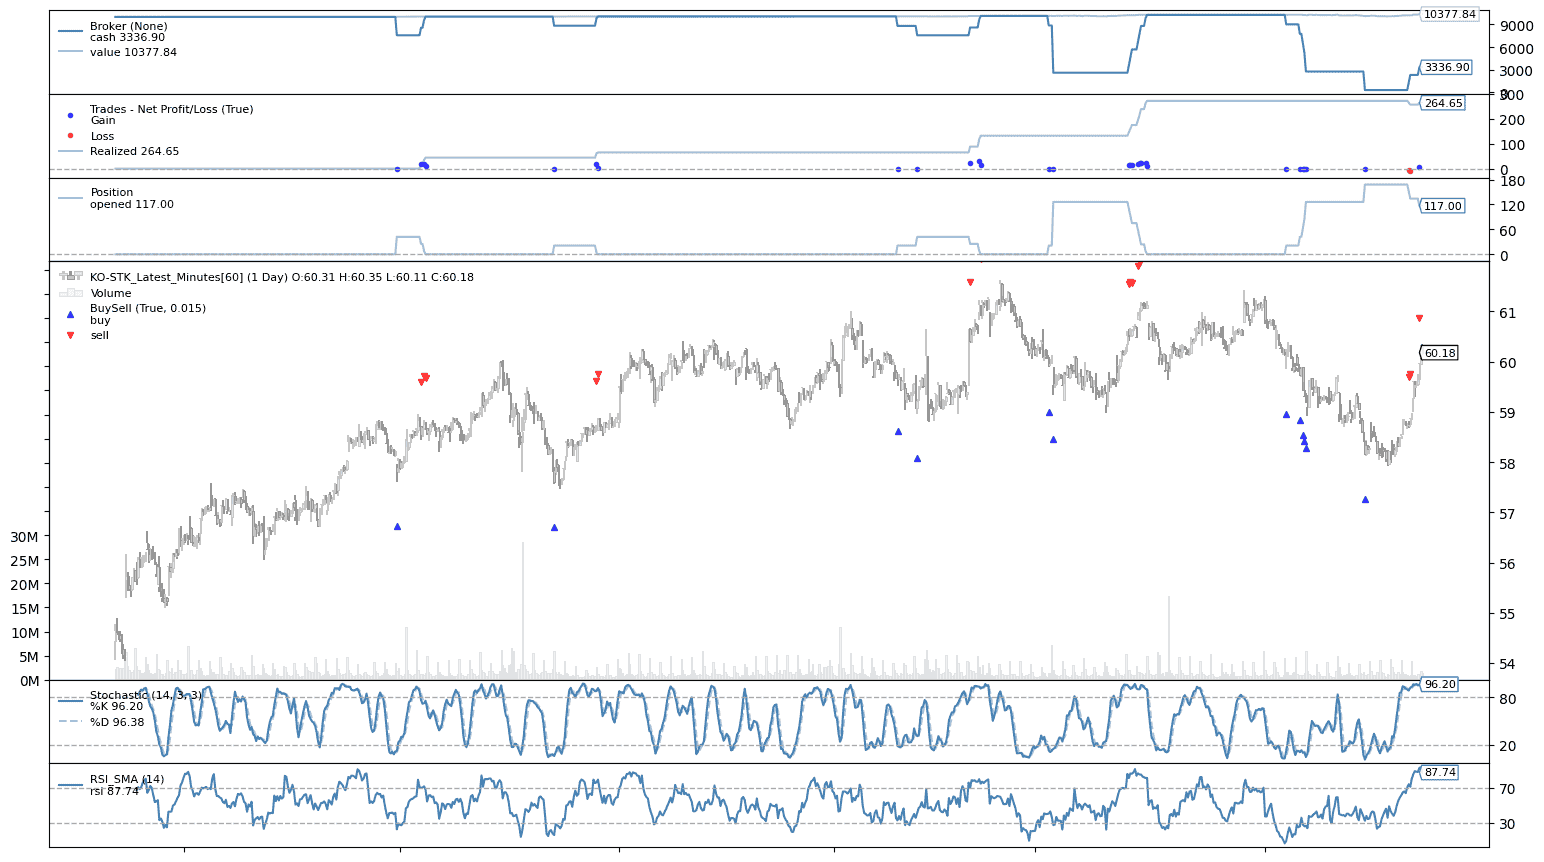 Broker (None)
cash 3336.90
value 10377.84
10377.84
9000
6000
3000
3336.90
0
Trades - Net Profit/Loss (True)
Gain
Loss
Realized 264.65
300
264.65
200
100
0
Position
opened 117.00
180
120
117.00
60
0
KO-STK_Latest_Minutes[60] (1 Day) O:60.31 H:60.35 L:60.11 C:60.18
Volume
BuySell (True, 0.015)
buy
sell
61
60.18
60
59
58
57
56
55
54
30M
25M
20M
15M
10M
5M
0M
Stochastic (14, 3, 3)
%K 96.20
%D 96.38
96.20
80
20
RSI_SMA (14)
rsi 87.74
87.74
70
30